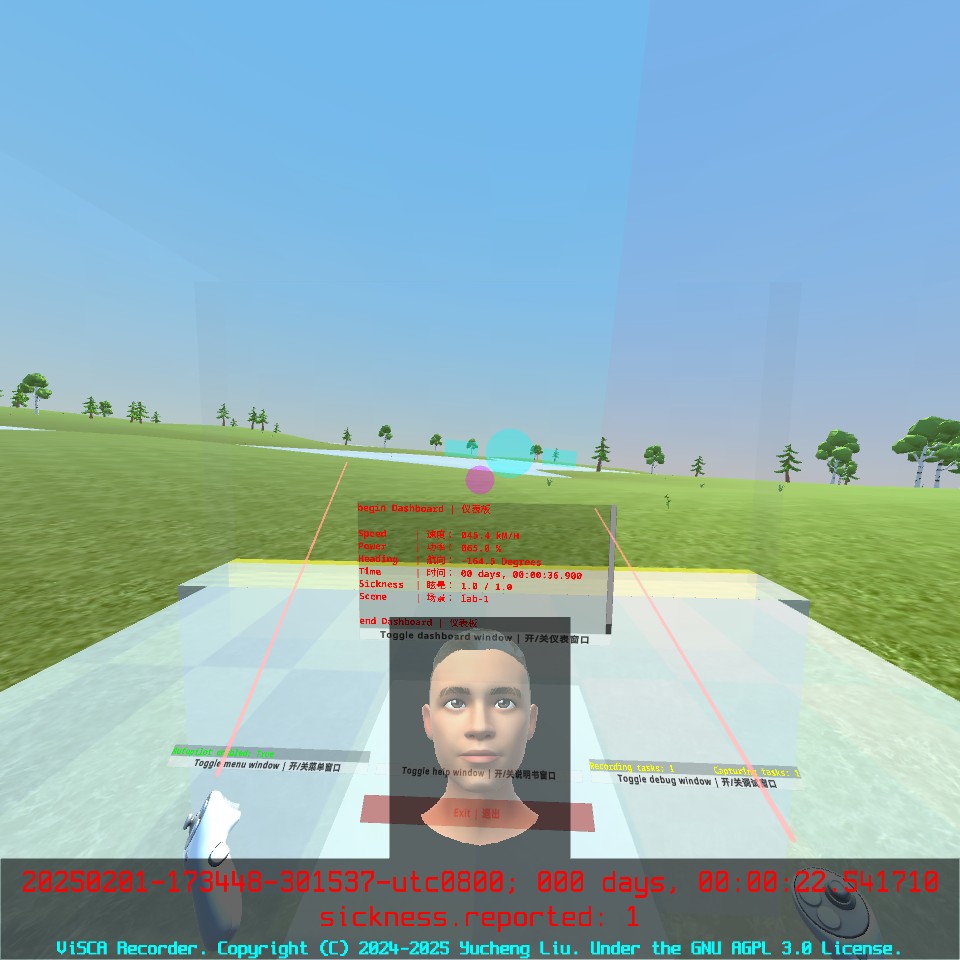 begin Dashboard | 仪表板
Speed | 速度: 045.4 kM/H
Power | 功率: 065.0 %
Heading | 航向: -164.5 Degrees
Time | 时间: 00 days, 00:00:36.900
Sickness | 眩晕: 1.0 / 1.0
Scene | 场景: lab-1
end Dashboard | 仪表板
Toggle dashboard window | 开/关仪表窗口
Toggle menu window | 开/关菜单窗口
Toggle help window | 开/关说明书窗口
Recording tasks: 1 Capturing tasks: 1
Toggle debug window | 开/关调试窗口
Exit | 退出
20250201-173448-301537-utc0800; 000 days, 00:00:22.541710
sickness.reported: 1
ViSCA Recorder. Copyright (C) 2024-2025 Yucheng Liu. Under the GNU AGPL 3.0 License.